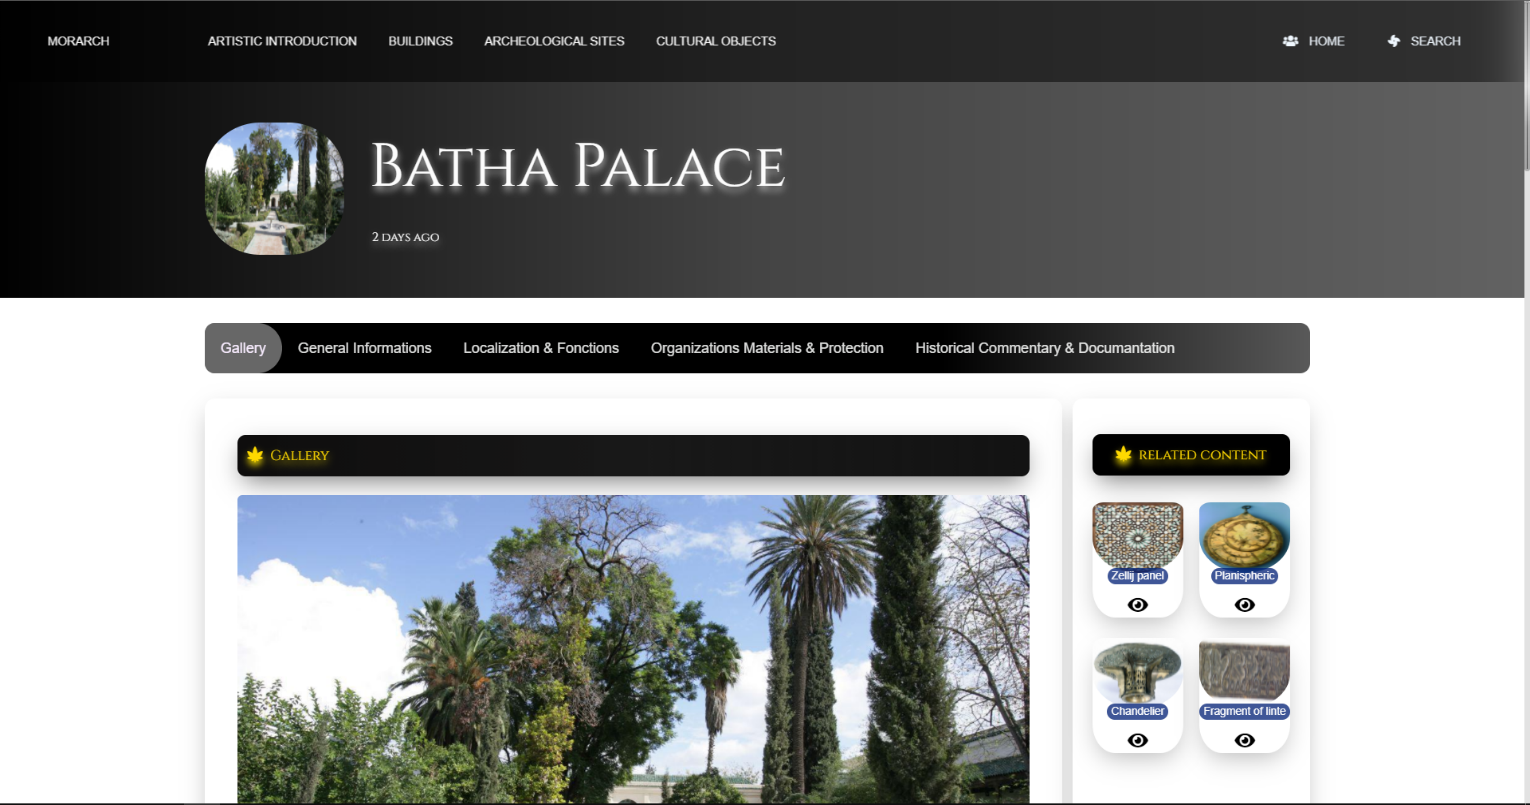 MORARCH ARTISTIC INTRODUCTION BUILDINGS ARCHEOLOGICAL SITES CULTURAL OBJECTS HOME SEARCH
BATHA PALACE
2 DAYS AGO
Gallery General Informations Localization & Fonctions Organizations Materials & Protection Historical Commentary & Documantation
GALLERY
RELATED CONTENT
Zellij panel Planispheric
Chandelier Fragment of linte